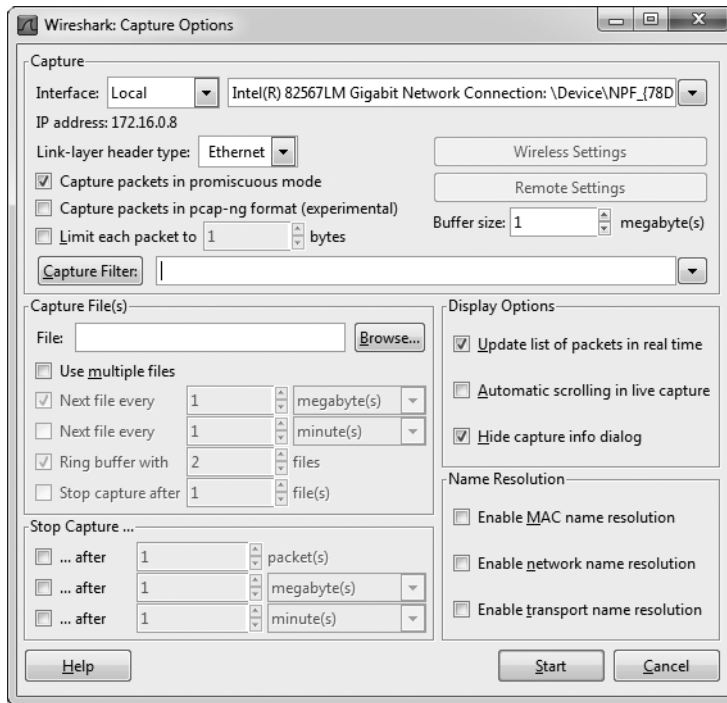 Wireshark: Capture Options
Capture
Interface: Local Intel(R) 82567LM Gigabit Network Connection: \Device\NPF_{78D
IP address: 172.16.0.8
Link-layer header type: Ethernet
Wireless Settings
Capture packets in promiscuous mode
Remote Settings
Capture packets in pcap-ng format (experimental)
Buffer size: 1 megabyte(s)
Limit each packet to 1 bytes
Capture Filter:
Capture File(s)
File: Browse...
Use multiple files
Next file every 1 megabyte(s)
Next file every 1 minute(s)
Ring buffer with 2 files
Stop capture after 1 file(s)
Stop Capture ...
... after 1 packet(s)
... after 1 megabyte(s)
... after 1 minute(s)
Display Options
Update list of packets in real time
Automatic scrolling in live capture
Hide capture info dialog
Name Resolution
Enable MAC name resolution
Enable network name resolution
Enable transport name resolution
Help Start Cancel